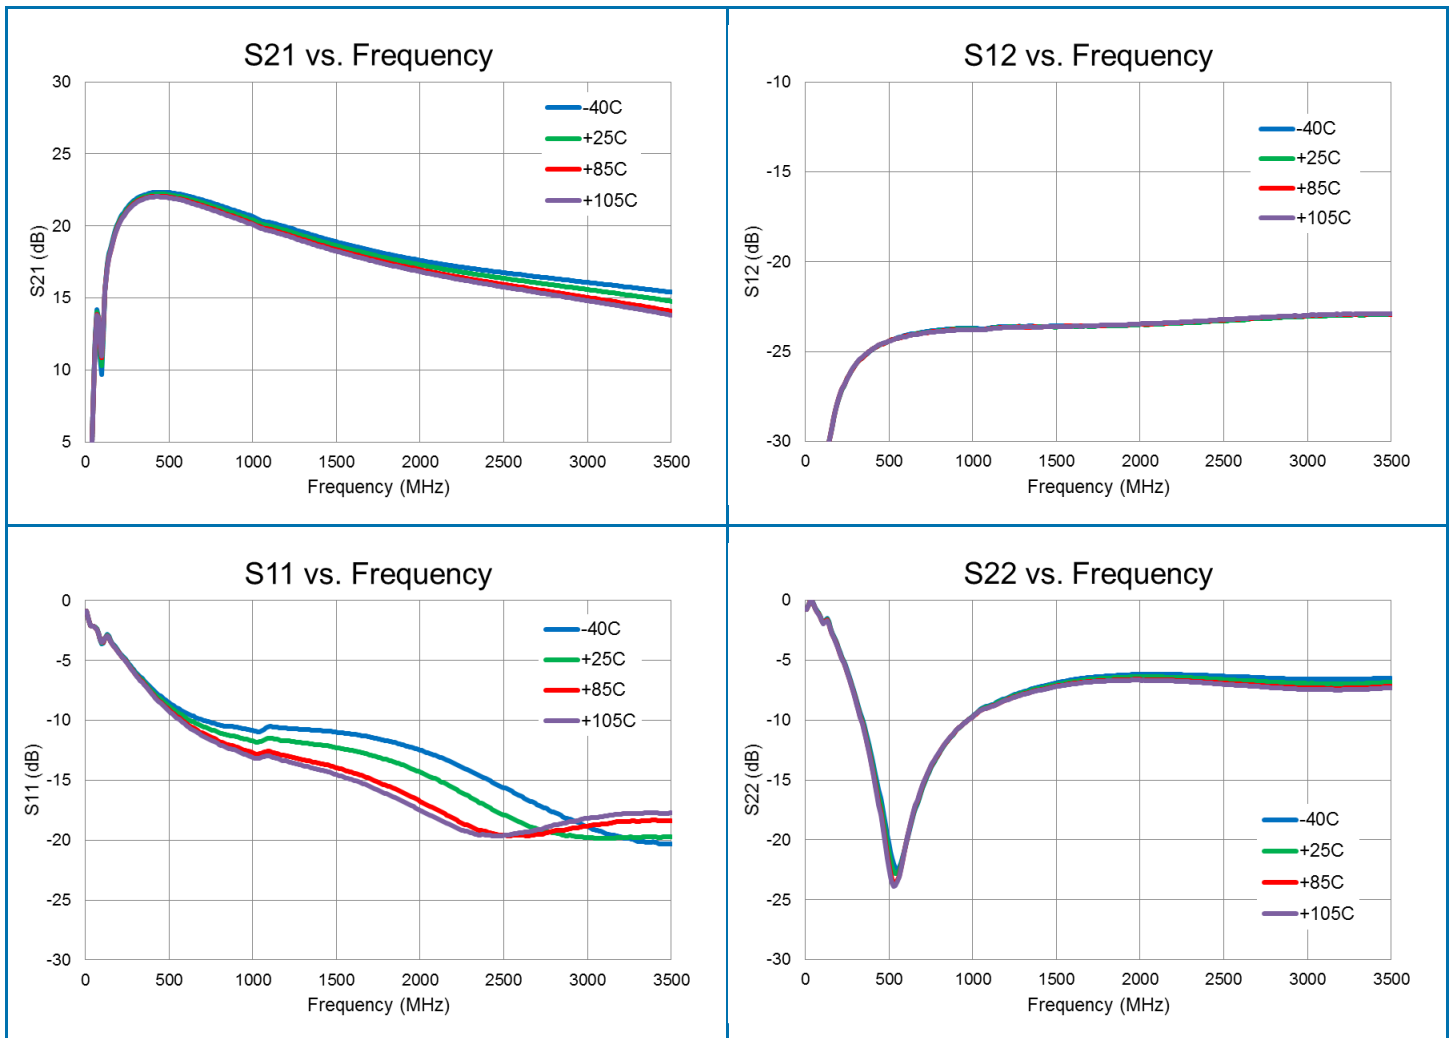 S21 vs. Frequency
30
25
20
15
10
5
S21 (dB)
-40C
+25C
+85C
+105C
0 500 1000 1500 2000 2500 3000 3500
Frequency (MHz)
S12 vs. Frequency
-10
-15
-20
-25
-30
S12 (dB)
-40C
+25C
+85C
+105C
0 500 1000 1500 2000 2500 3000 3500
Frequency (MHz)
S11 vs. Frequency
0
-5
-10
-15
-20
-25
-30
S11 (dB)
-40C
+25C
+85C
+105C
0 500 1000 1500 2000 2500 3000 3500
Frequency (MHz)
S22 vs. Frequency
0
-5
-10
-15
-20
-25
-30
S22 (dB)
-40C
+25C
+85C
+105C
0 500 1000 1500 2000 2500 3000 3500
Frequency (MHz)